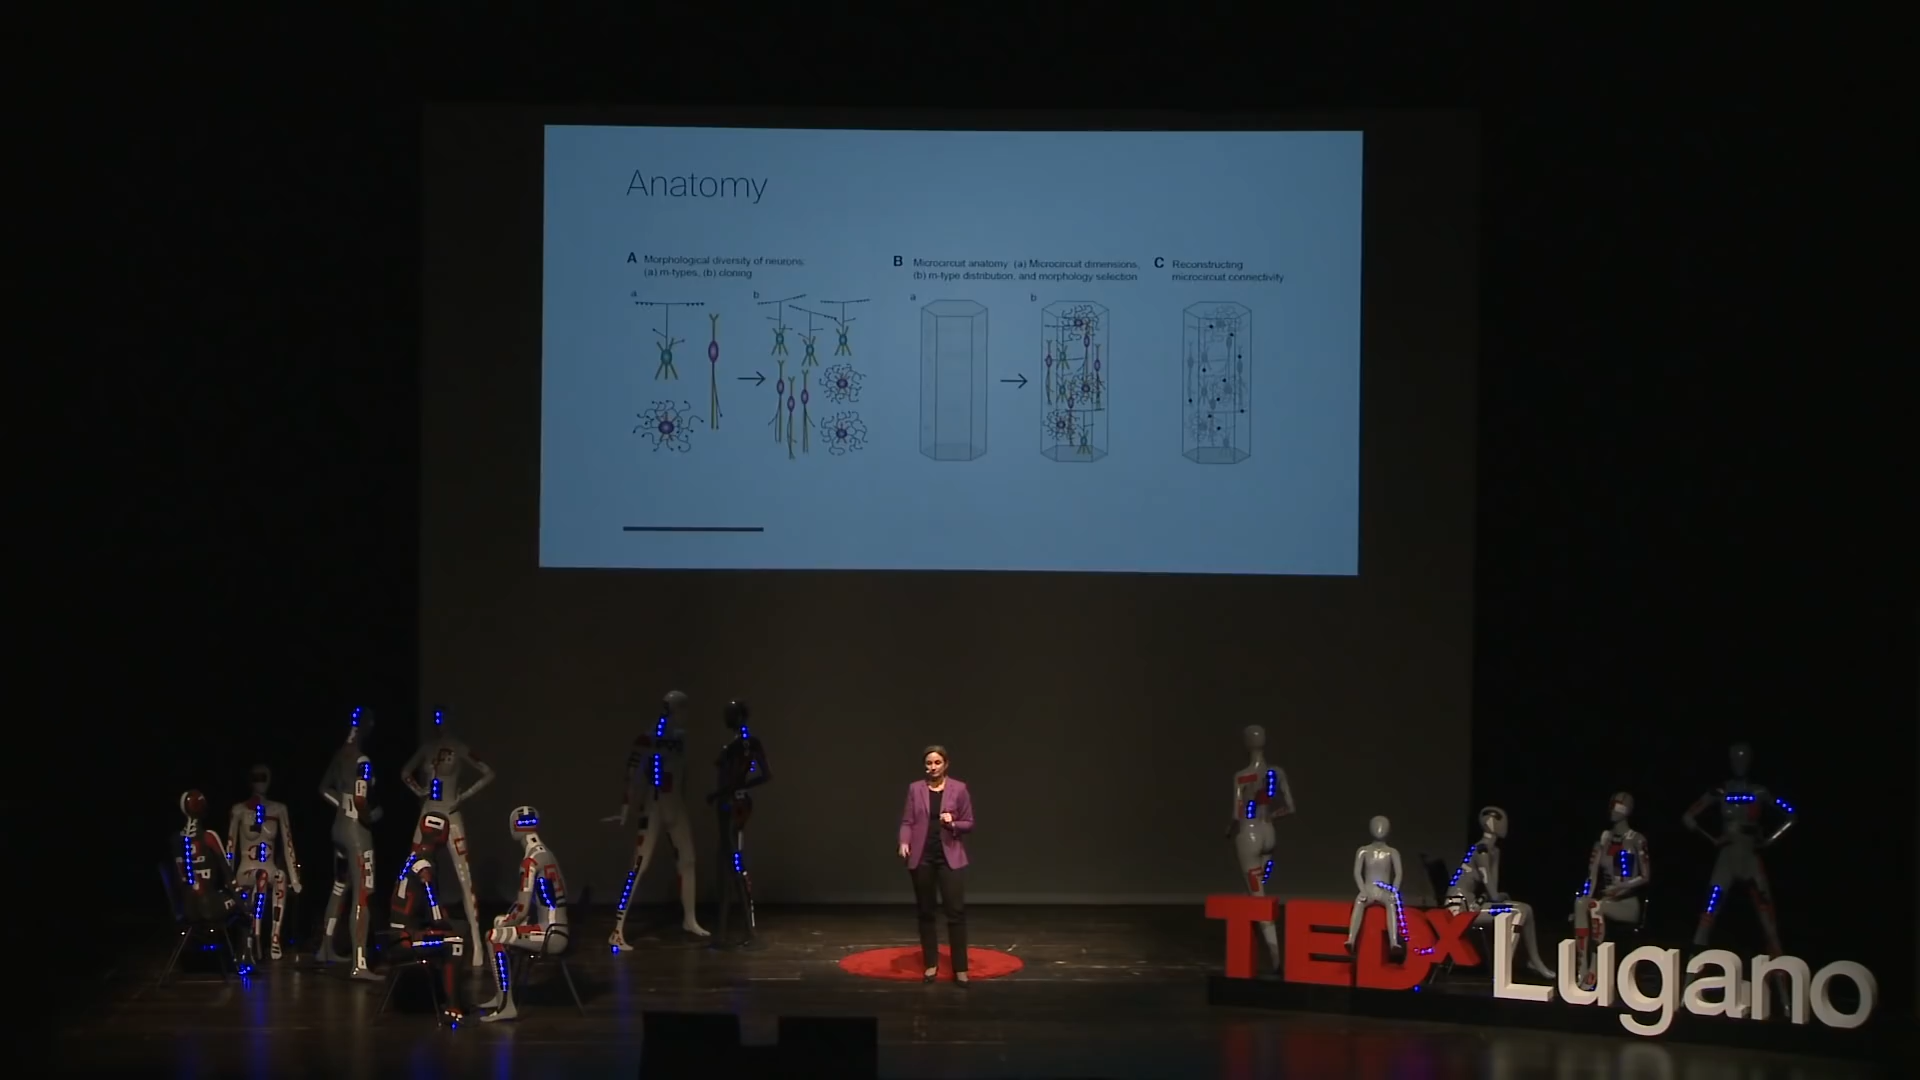 Anatomy
A Morphological diversity of neurons:
(a) m-types, (b) cloning
B Microcircuit anatomy: (a) Microcircuit dimensions,
(b) m-type distribution, and morphology selection
C Reconstructing
microcircuit connectivity
a
b
a
b
TEDx Lugano